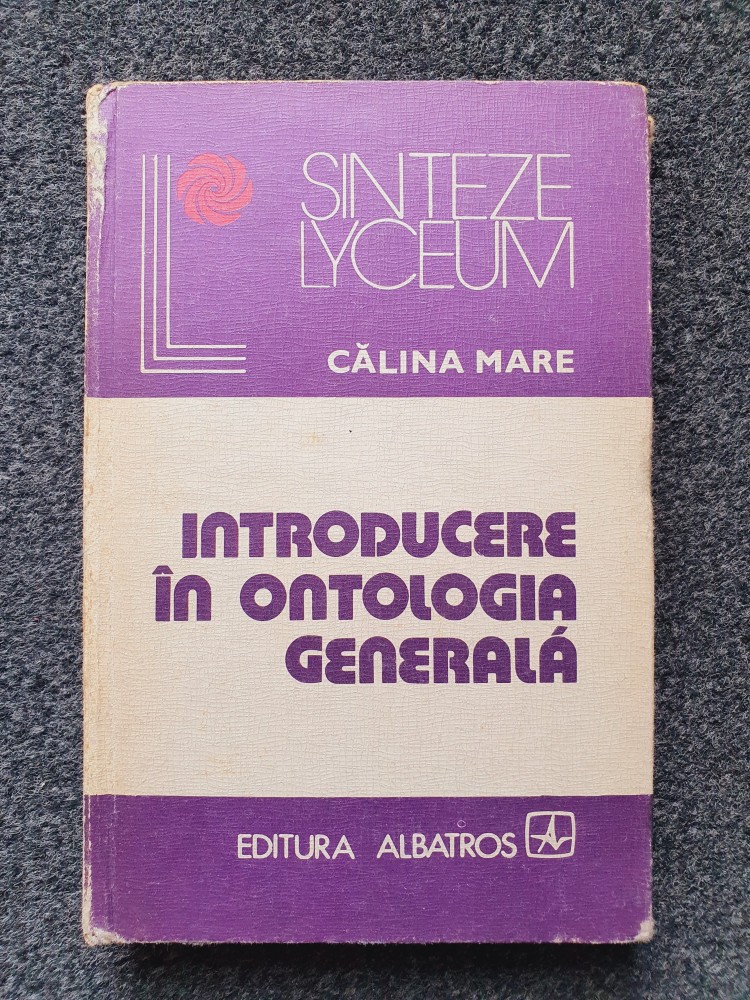 SINTEZE
LYCEUM
CĂLINA MARE
INTRODUCERE
ÎN ONTOLOGIA
GENERALĂ
EDITURA ALBATROS